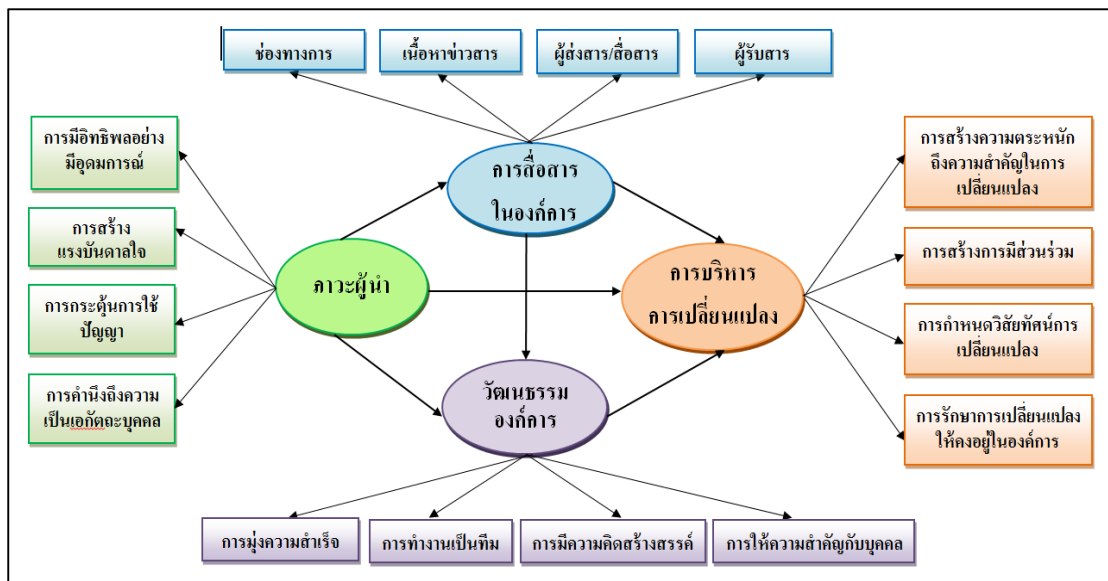 ช่องทางการ
เนื้อหาข่าวสาร
ผู้ส่งสาร/สื่อสาร
ผู้รับสาร
การมีอิทธิพลอย่าง
มีอุดมการณ์
การสร้าง
แรงบันดาลใจ
การกระตุ้นการใช้
ปัญญา
การคำนึงถึงความ
เป็นเอกัตถะบุคคล
การสื่อสาร
ในองค์การ
ภาวะผู้นำ
การบริหาร
การเปลี่ยนแปลง
วัฒนธรรม
องค์การ
การสร้างความตระหนัก
ถึงความสำคัญในการ
เปลี่ยนแปลง
การสร้างการมีส่วนร่วม
การกำหนดวิสัยทัศน์การ
เปลี่ยนแปลง
การรักษาการเปลี่ยนแปลง
ให้คงอยู่ในองค์การ
การมุ่งความสำเร็จ
การทำงานเป็นทีม
การมีความคิดสร้างสรรค์
การให้ความสำคัญกับบุคคล